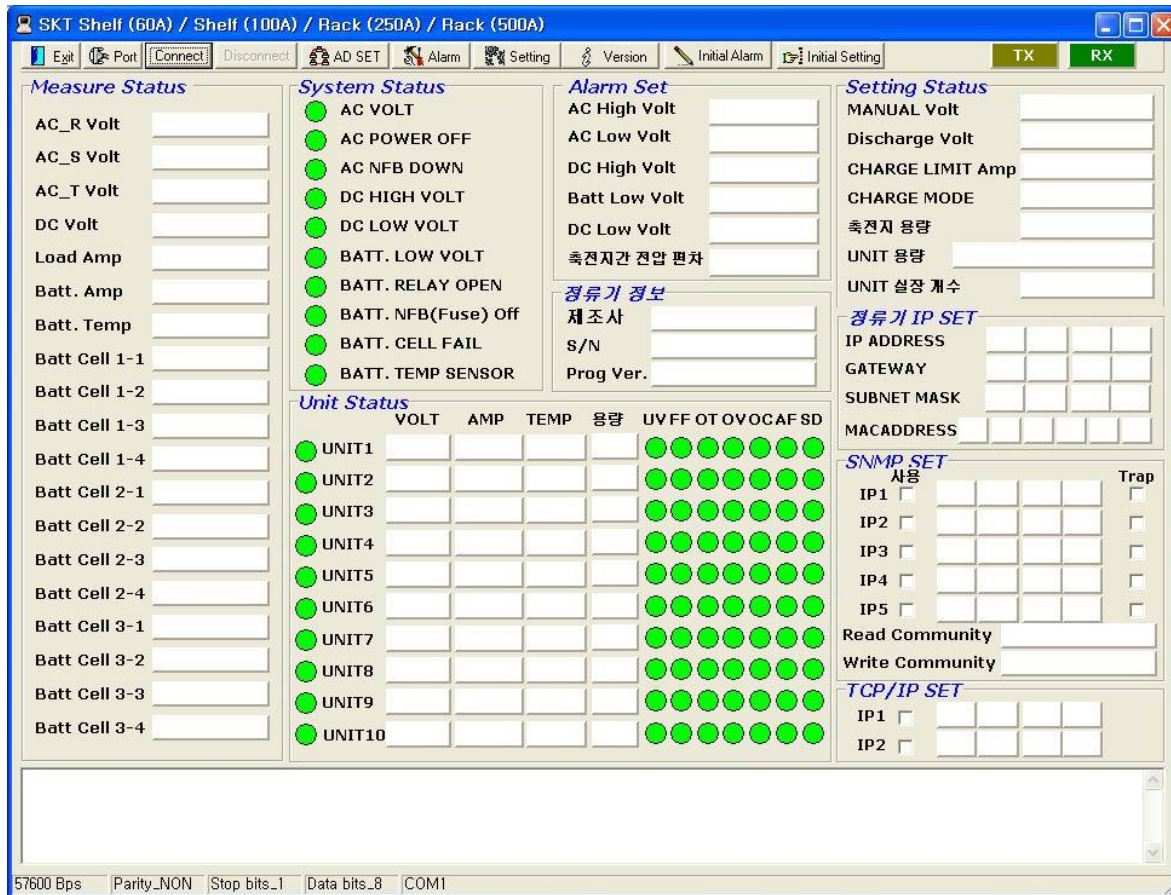 SKT Shelf (60A) / Shelf (100A) / Rack (250A) / Rack (500A)
Exit Port Connect Disconnect AD SET Alarm Setting Version Initial Alarm Initial Setting TX RX
Measure Status
AC_R Volt
AC_S Volt
AC_T Volt
DC Volt
Load Amp
Batt. Amp
Batt. Temp
Batt Cell 1-1
Batt Cell 1-2
Batt Cell 1-3
Batt Cell 1-4
Batt Cell 2-1
Batt Cell 2-2
Batt Cell 2-3
Batt Cell 2-4
Batt Cell 3-1
Batt Cell 3-2
Batt Cell 3-3
Batt Cell 3-4
System Status
AC VOLT
AC POWER OFF
AC NFB DOWN
DC HIGH VOLT
DC LOW VOLT
BATT. LOW VOLT
BATT. RELAY OPEN
BATT. NFB(Fuse) Off
BATT. CELL FAIL
BATT. TEMP SENSOR
Alarm Set
AC High Volt
AC Low Volt
DC High Volt
Batt Low Volt
DC Low Volt
축전지간 전압 편차
정류기 정보
제조사
S/N
Prog Ver.
Unit Status
VOLT AMP TEMP 용량 UV FF OT OV OC AF SD
UNIT1
UNIT2
UNIT3
UNIT4
UNIT5
UNIT6
UNIT7
UNIT8
UNIT9
UNIT10
Setting Status
MANUAL Volt
Discharge Volt
CHARGE LIMIT Amp
CHARGE MODE
축전지 용량
UNIT 용량
UNIT 실장 개수
정류기 IP SET
IP ADDRESS
GATEWAY
SUBNET MASK
MACADDRESS
SNMP SET
사용 Trap
IP1
IP2
IP3
IP4
IP5
Read Community
Write Community
TCP/IP SET
IP1
IP2
57600 Bps Parity_NON Stop bits_1 Data bits_8 COM1